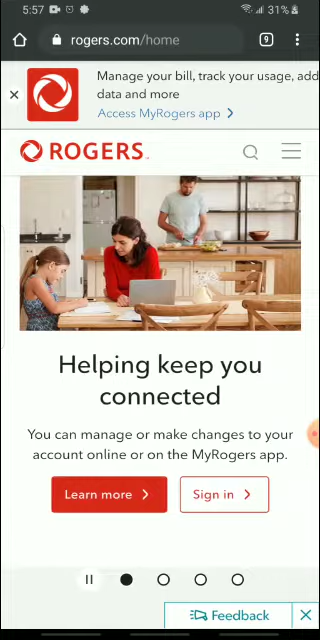 5:57 31%
rogers.com/home 9
Manage your bill, track your usage, add
data and more
Access MyRogers app
ROGERS
Helping keep you
connected
You can manage or make changes to your
account online or on the MyRogers app.
Learn more Sign in
Feedback